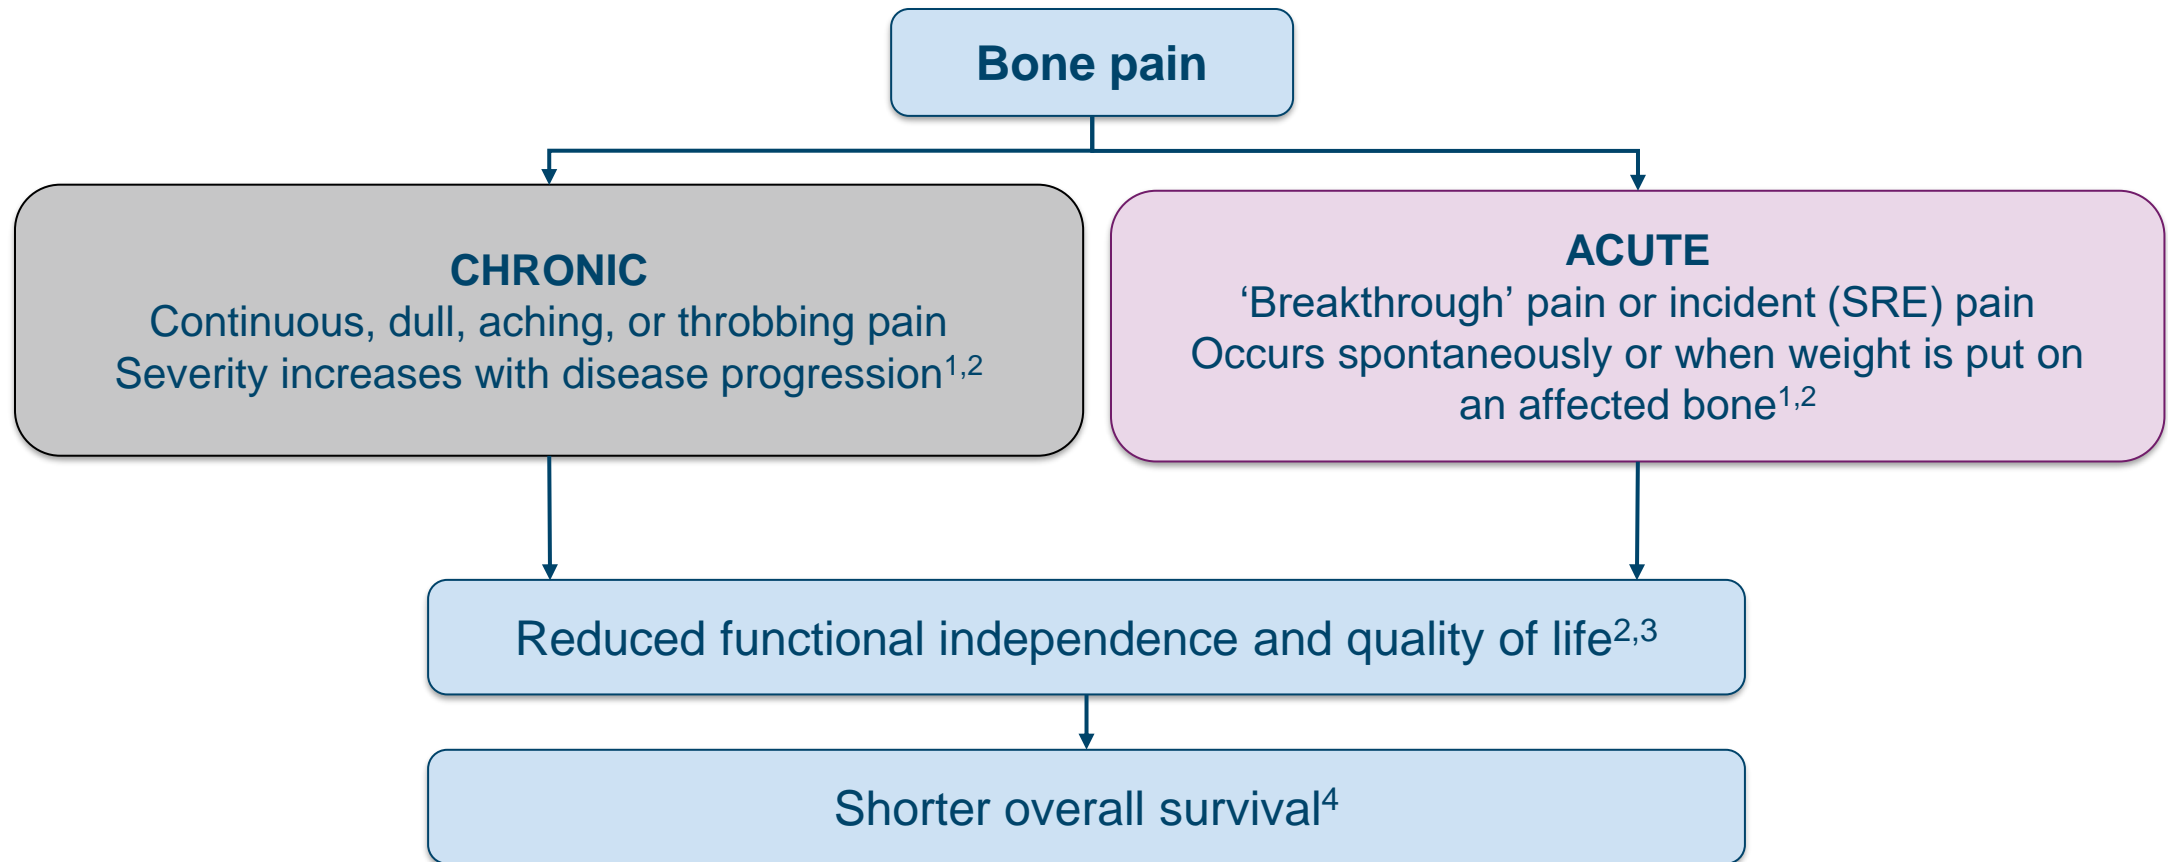 Bone pain
CHRONIC
Continuous, dull, aching, or throbbing pain
Severity increases with disease progression1,2
ACUTE
‘Breakthrough’ pain or incident (SRE) pain
Occurs spontaneously or when weight is put on
an affected bone1,2
Reduced functional independence and quality of life2,3
Shorter overall survival4